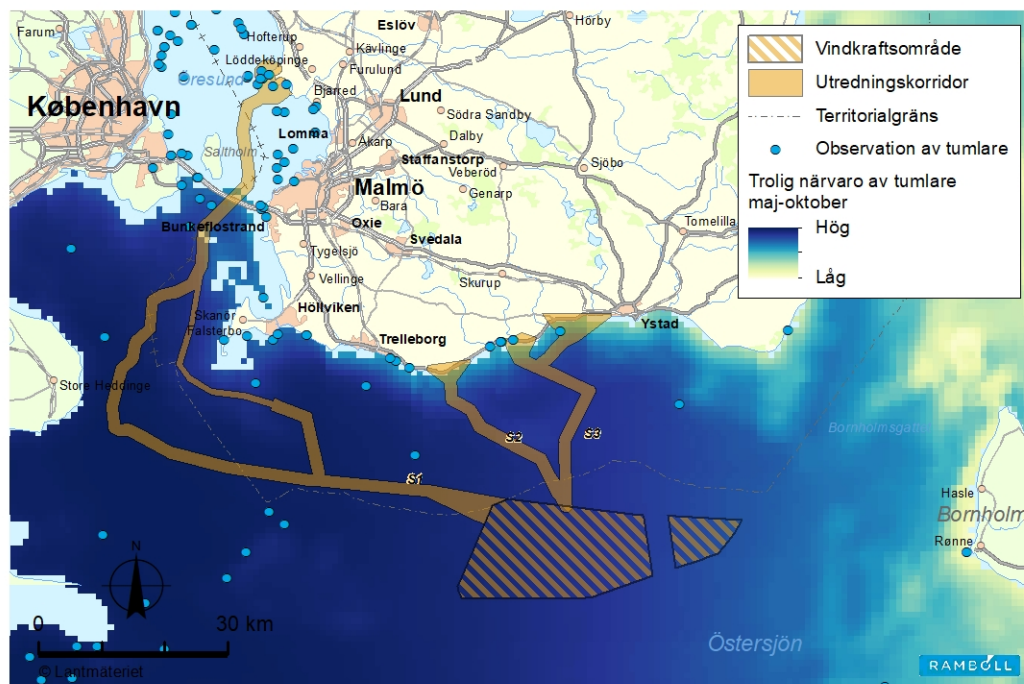 Farum
Hofterup
Löddeköpinge
Öresund
Bjärred
København
Lomma
Saltholm
Eslöv
Kävlinge
Furulund
Lund
Södra Sandby
Dalby
Åkarp
Staffanstorp
Veberöd
Genarp
Malmö
Bara
Oxie
Svedala
Bunkeflostrand
Tygelsjö
Vellinge
Hörby
Sjöbo
Tomelilla
Skurup
Höllviken
Skanör
Falsterbo
Trelleborg
Ystad
Store Heddinge
S1
S2
S3
Bornholmsgatt
Hasle
Bornholm
Rønne
Östersjön
Vindkraftsområde
Utredningskorridor
Territorialgräns
Observation av tumlare
Trolig närvaro av tumlare
maj-oktober
Hög
Låg
N
0 30 km
© Lantmäteriet
RAMBOLL